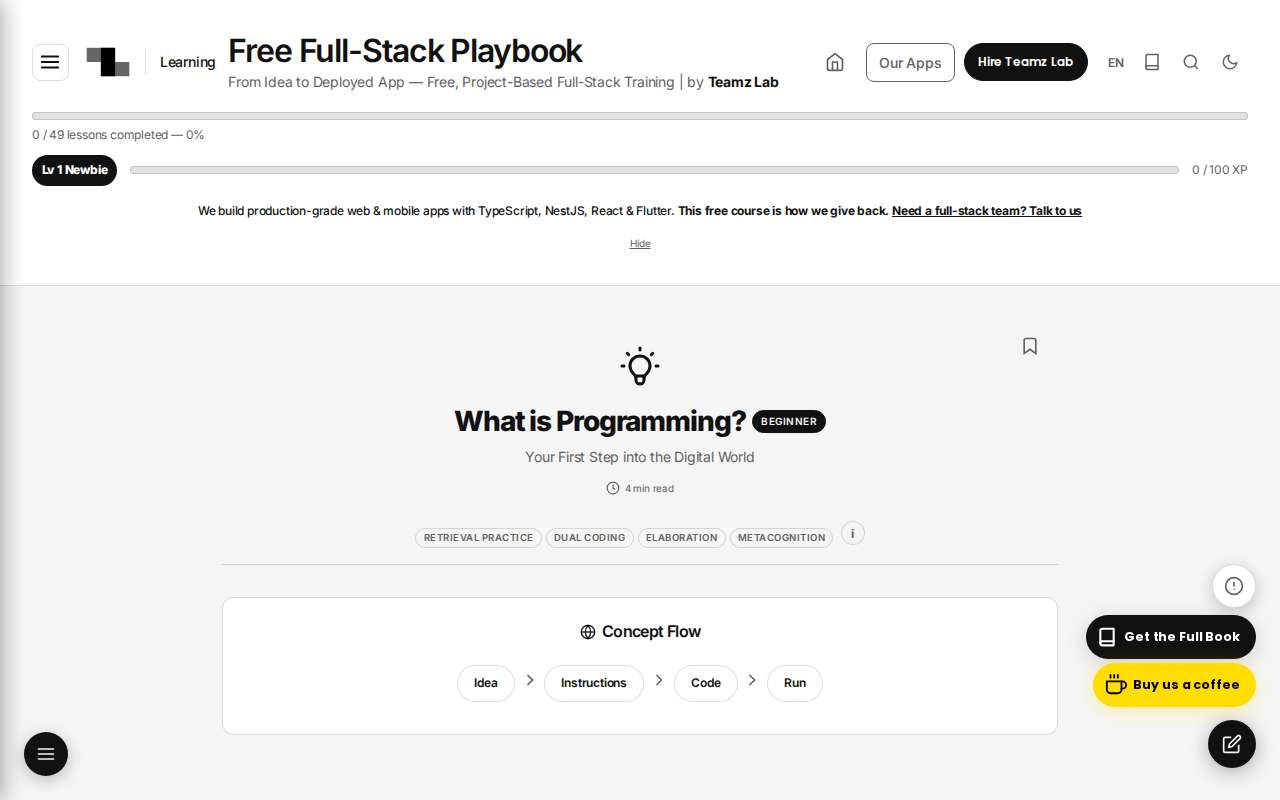 Learning
Free Full-Stack Playbook
From Idea to Deployed App — Free, Project-Based Full-Stack Training | by Teamz Lab
Our Apps
Hire Teamz Lab
EN
0 / 49 lessons completed — 0%
Lv 1 Newbie
0 / 100 XP
We build production-grade web & mobile apps with TypeScript, NestJS, React & Flutter. This free course is how we give back. Need a full-stack team? Talk to us
Hide
What is Programming? BEGINNER
Your First Step into the Digital World
4 min read
RETRIEVAL PRACTICE DUAL CODING ELABORATION METACOGNITION i
Concept Flow
Idea Instructions Code Run
Get the Full Book
Buy us a coffee